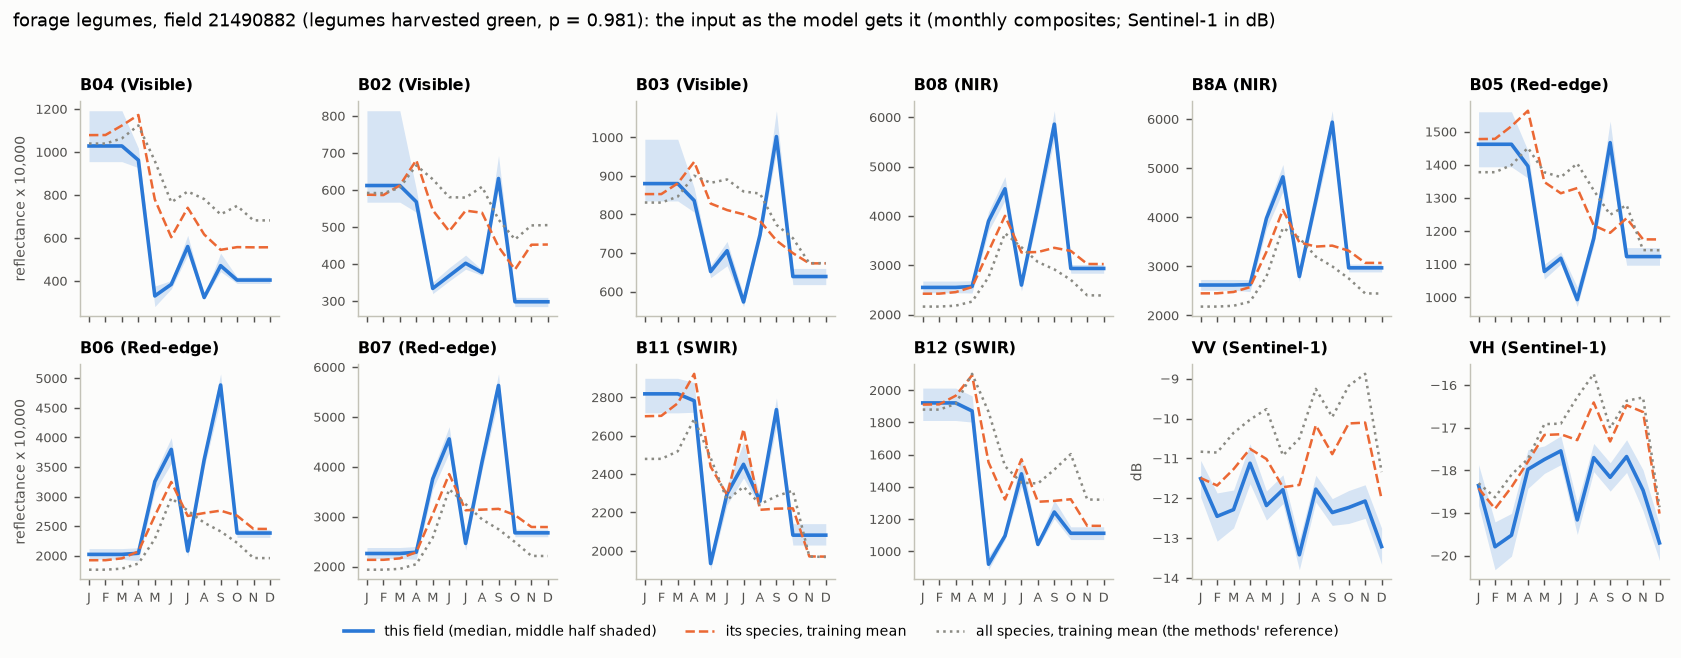 forage legumes, field 21490882 (legumes harvested green, p = 0.981): the input as the model gets it (monthly composites; Sentinel-1 in dB)
B04 (Visible)
B02 (Visible)
B03 (Visible)
B08 (NIR)
B8A (NIR)
B05 (Red-edge)
reflectance x 10,000
1200
1000
800
600
400
800
700
600
500
400
300
1000
900
800
700
600
6000
5000
4000
3000
2000
6000
5000
4000
3000
2000
1500
1400
1300
1200
1100
1000
B06 (Red-edge)
B07 (Red-edge)
B11 (SWIR)
B12 (SWIR)
VV (Sentinel-1)
VH (Sentinel-1)
reflectance x 10,000
5000
4500
4000
3500
3000
2500
2000
6000
5000
4000
3000
2000
2800
2600
2400
2200
2000
2000
1800
1600
1400
1200
1000
dB
−9
−10
−11
−12
−13
−14
−16
−17
−18
−19
−20
J F M A M J J A S O N D
J F M A M J J A S O N D
J F M A M J J A S O N D
J F M A M J J A S O N D
J F M A M J J A S O N D
J F M A M J J A S O N D
this field (median, middle half shaded)
its species, training mean
all species, training mean (the methods' reference)